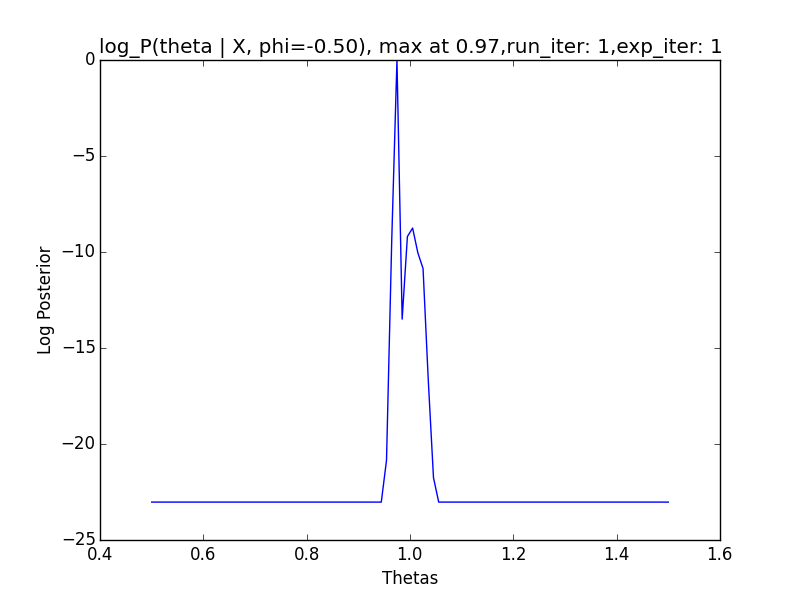 log_P(theta | X, phi=-0.50), max at 0.97,run_iter: 1,exp_iter: 1
0
−5
−10
−15
−20
−25
Log Posterior
0.4 0.6 0.8 1.0 1.2 1.4 1.6
Thetas